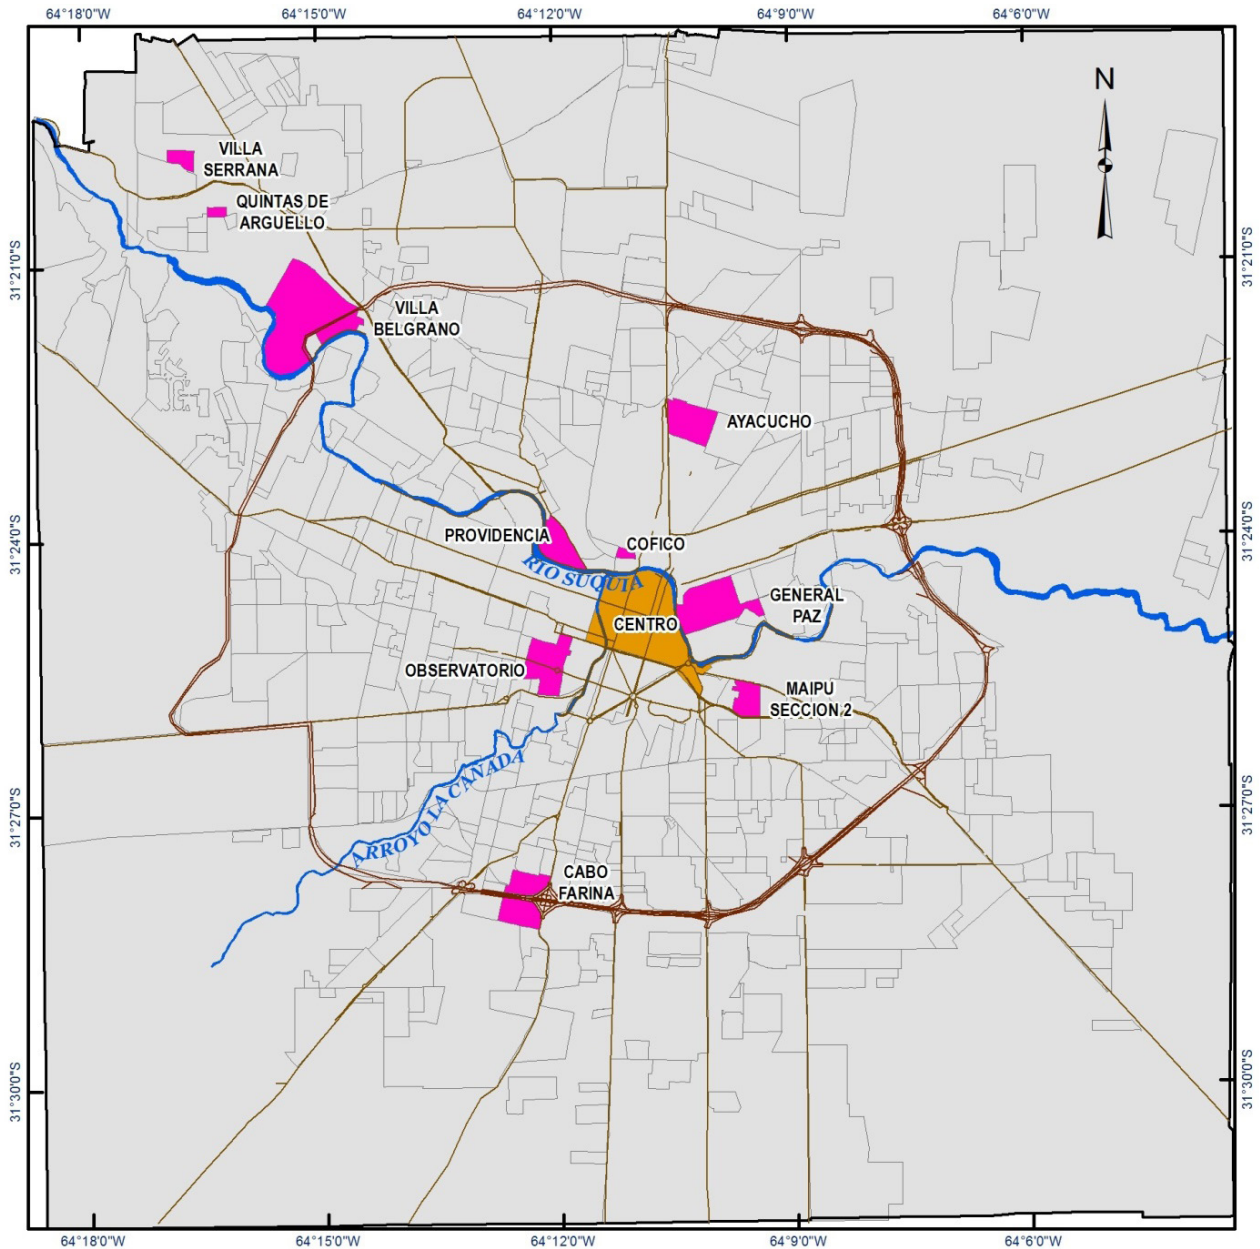 64°18'0"W
64°15'0"W
64°12'0"W
64°9'0"W
64°6'0"W
N
VILLA
SERRANA
QUINTAS DE
ARGUELLO
31°21'0"S
31°21'0"S
VILLA
BELGRANO
AYACUCHO
PROVIDENCIA
COFICO
31°24'0"S
31°24'0"S
RIO SUQUIA
GENERAL
PAZ
CENTRO
OBSERVATORIO
MAIPU
SECCION 2
ARROYO LA CANADA
31°27'0"S
31°27'0"S
CABO
FARINA
31°30'0"S
31°30'0"S
64°18'0"W
64°15'0"W
64°12'0"W
64°9'0"W
64°6'0"W